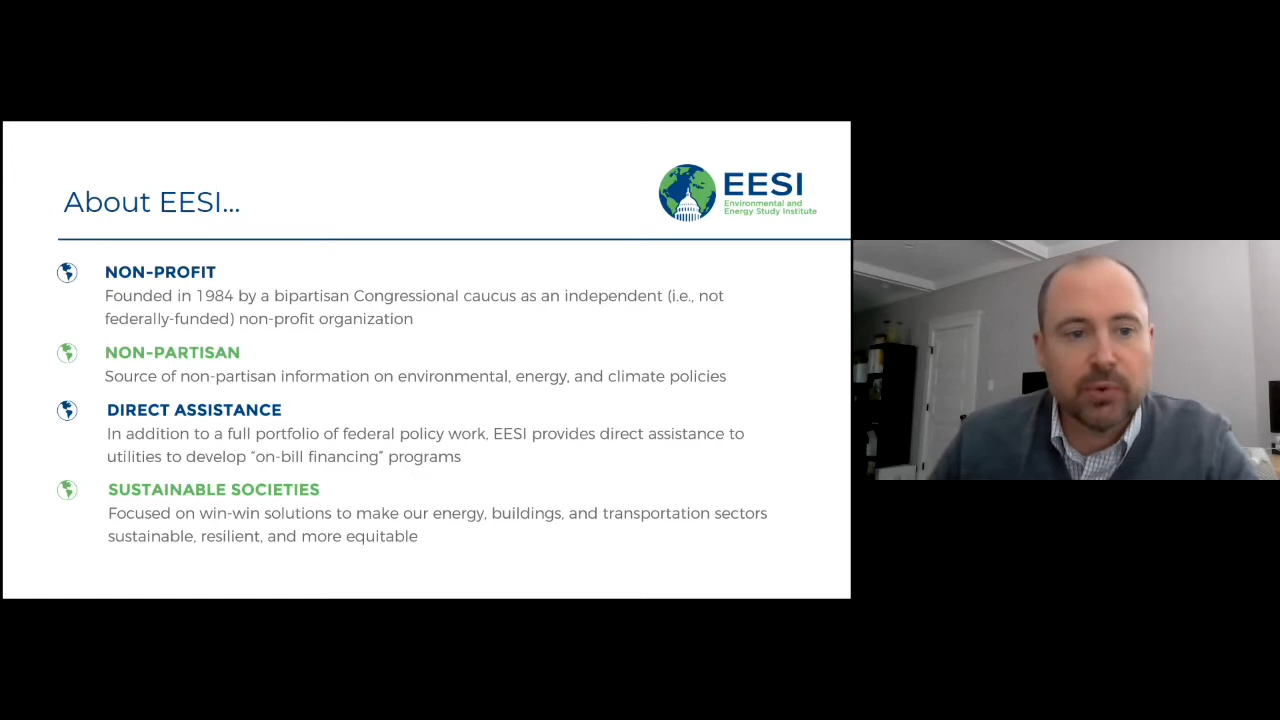 About EESI...
EESI
Environmental and
Energy Study Institute
NON-PROFIT
Founded in 1984 by a bipartisan Congressional caucus as an independent (i.e., not
federally-funded) non-profit organization
NON-PARTISAN
Source of non-partisan information on environmental, energy, and climate policies
DIRECT ASSISTANCE
In addition to a full portfolio of federal policy work, EESI provides direct assistance to
utilities to develop “on-bill financing” programs
SUSTAINABLE SOCIETIES
Focused on win-win solutions to make our energy, buildings, and transportation sectors
sustainable, resilient, and more equitable